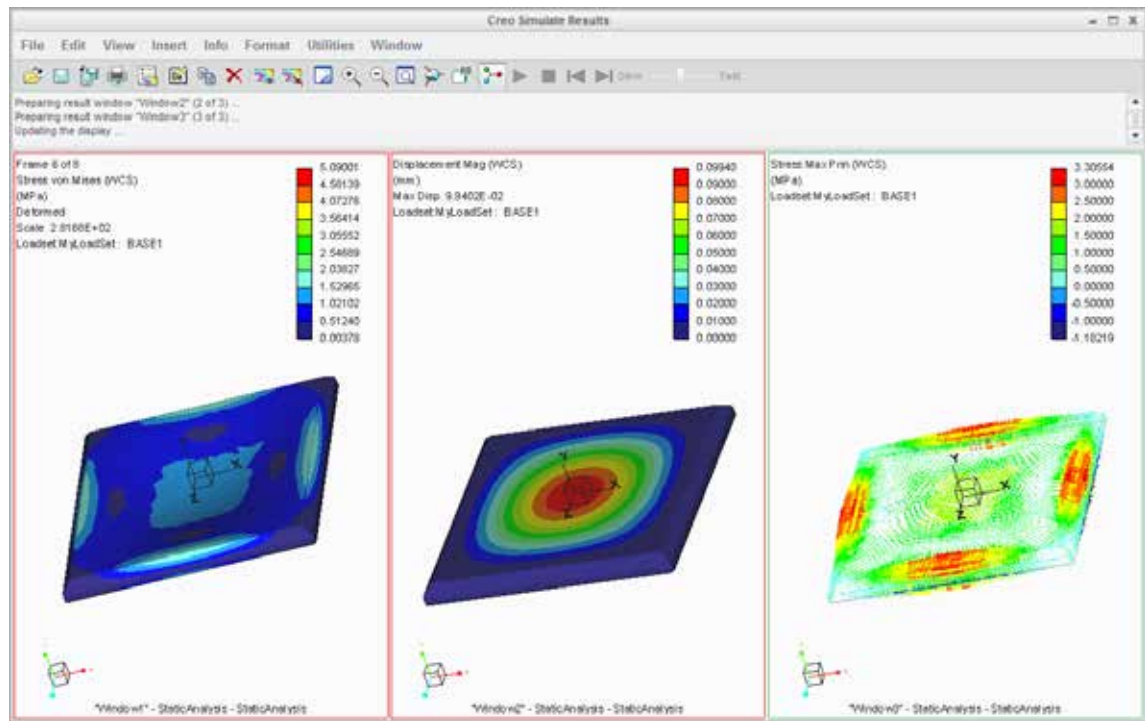 Creo Simulate Results
File Edit View Insert Info Format Utilities Window
Preparing result window "Window2" (2 of 3) ...
Preparing result window "Window3" (3 of 3) ...
Updating the display ...
Frame 6 of 8
Stress von Mises (WCS)
(MPa)
Deformed
Scale 2.8166E+02
Loadset:MyLoadSet : BASE1
5.09001
4.58139
4.07276
3.56414
3.05552
2.54689
2.03827
1.52965
1.02102
0.51240
0.00378
X
Z
"Window1" - StaticAnalysis - StaticAnalysis
Displacement Mag (WCS)
(mm)
Max Disp 9.9402E-02
Loadset:MyLoadSet : BASE1
0.09940
0.09000
0.08000
0.07000
0.06000
0.05000
0.04000
0.03000
0.02000
0.01000
0.00000
Y
X
Z
"Window2" - StaticAnalysis - StaticAnalysis
Stress Max Prin (WCS)
(MPa)
Loadset:MyLoadSet : BASE1
3.30554
3.00000
2.50000
2.00000
1.50000
1.00000
0.50000
0.00000
-0.50000
-1.00000
-1.18219
Y
X
Z
"Window3" - StaticAnalysis - StaticAnalysis